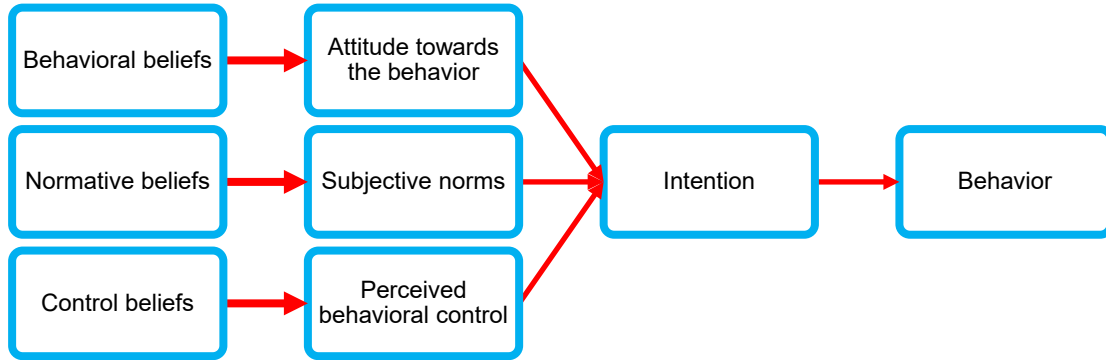 Behavioral beliefs
Attitude towards
the behavior
Normative beliefs
Subjective norms
Intention
Behavior
Control beliefs
Perceived
behavioral control